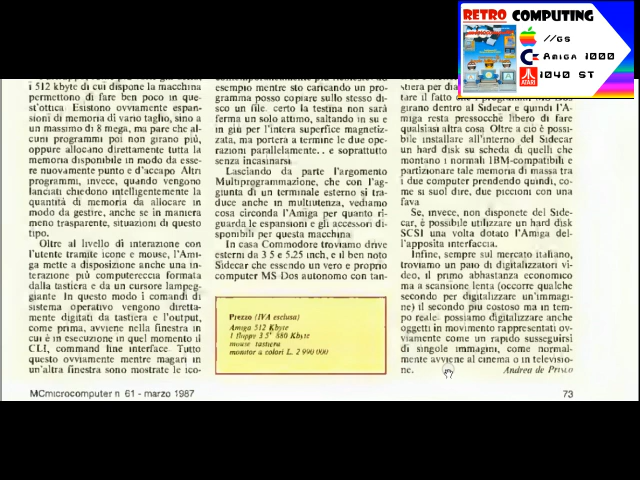 RETRO COMPUTING
//GS
AMIGA 1000
1040 ST
ATARI
i 512 kbyte di cui dispone la macchina
permettono di fare ben poco in que-
st'ottica. Esistono ovviamente espan-
sioni di memoria di vario taglio, sino a
un massimo di 8 mega, ma pare che al-
cuni programmi poi non girano più,
oppure allocano direttamente tutta la
memoria disponibile in modo da esse-
re nuovamente punto e d'accapo. Altri
programmi, invece, quando vengono
lanciati chiedono intelligentemente la
quantità di memoria da allocare in
modo da gestire, anche se in maniera
meno trasparente, situazioni di questo
tipo.
Oltre al livello di interazione con
l'utente tramite icone e mouse, l'Ami-
ga mette a disposizione anche una in-
terazione più computereccia formata
dalla tastiera e da un cursore lampeg-
giante. In questo modo i comandi di
sistema operativo vengono diretta-
mente digitati da tastiera e l'output,
come prima, avviene nella finestra in
cui è in esecuzione in quel momento il
CLI, command line interface. Tutto
questo ovviamente mentre magari in
un'altra finestra sono mostrate le ico-
esempio mentre sto caricando un pro-
gramma posso copiare sullo stesso di-
sco un file. certo la testina non sarà
ferma un solo attimo, saltando in su e
in giù per l'intera superfice magnetiz-
zata, ma porterà a termine le due ope-
razioni parallelamente... e soprattutto
senza incasinarsi
Lasciando da parte l'argomento
Multiprogrammazione, che con l'ag-
giunta di un terminale esterno si tra-
duce anche in multiutenza, vediamo
cosa circonda l'Amiga per quanto ri-
guarda le espansioni e gli accessori di-
sponibili per questa macchina
In casa Commodore troviamo drive
esterni da 3 5 e 5.25 inch, e il ben noto
Sidecar che essendo un vero e proprio
computer MS-Dos autonomo con tan-
Prezzo (IVA esclusa)
Amiga 512 Kbyte
1 floppy 3 5" 880 Kbyte
mouse tastiera
monitor a colori L. 2 990 000
girano dentro al Sidecar e quindi l'A-
miga resta pressocché libero di fare
qualsiasi altra cosa. Oltre a ciò è possi-
bile installare all'interno del Sidecar
un hard disk su scheda di quelli che
montano i normali IBM-compatibili e
partizionare tale memoria di massa tra
i due computer prendendo quindi, co-
me si suol dire, due piccioni con una
fava
Se, invece, non disponete del Side-
car, è possibile utilizzare un hard disk
SCSI una volta dotato l'Amiga del-
l'apposita interfaccia.
Infine, sempre sul mercato italiano,
troviamo un paio di digitalizzatori vi-
deo, il primo abbastanza economico
ma a scansione lenta (occorre qualche
secondo per digitalizzare un'immagi-
ne) il secondo più costoso ma in tem-
po reale possiamo digitalizzare anche
oggetti in movimento rappresentati ov-
viamente come un rapido susseguirsi
di singole immagini, come normal-
mente avviene al cinema o in televisio-
ne.
Andrea de Prisco
MCmicrocomputer n 61 - marzo 1987
73